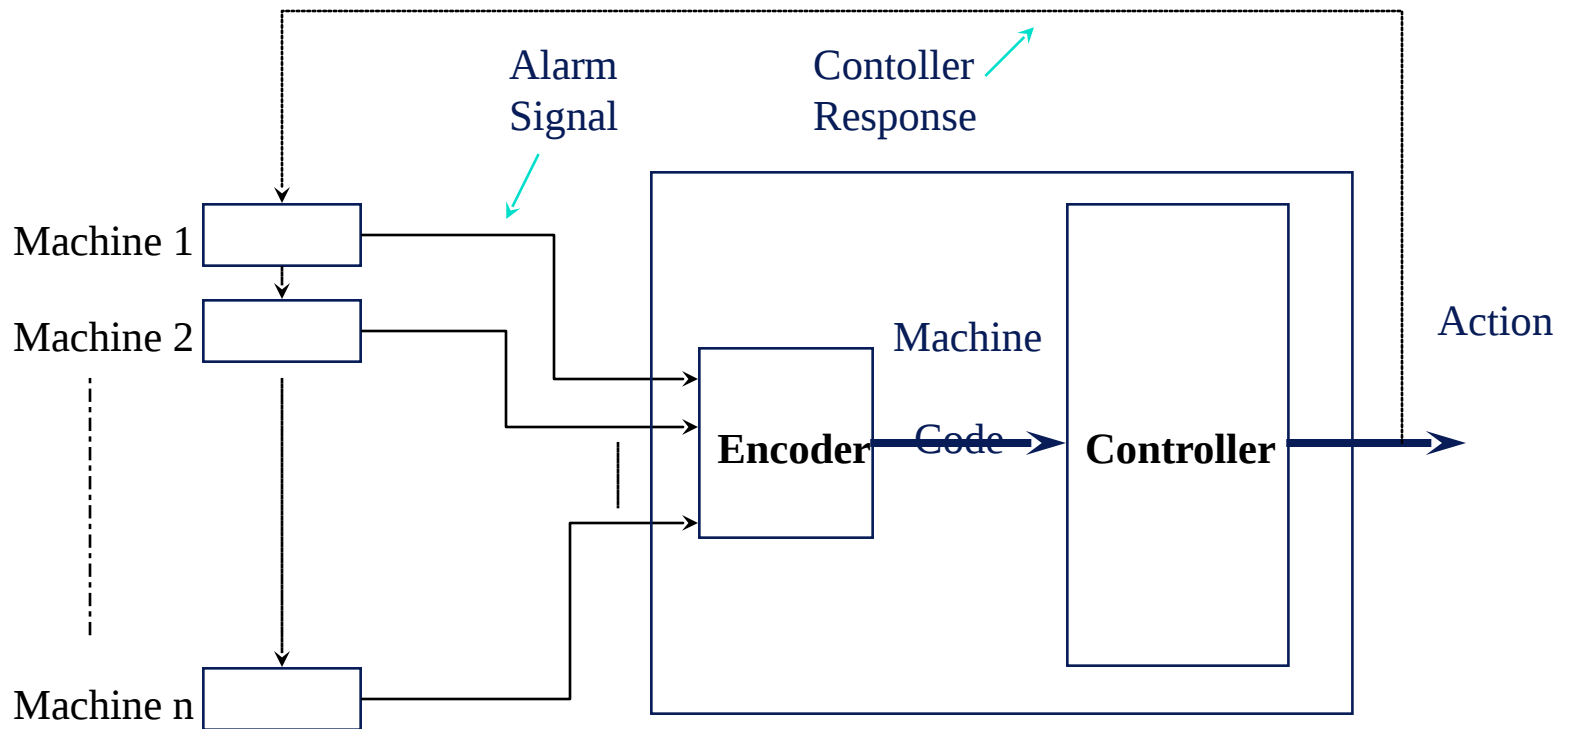 Alarm
Signal
Contoller
Response
Machine 1
Machine 2
Machine n
Encoder
Machine
Code
Controller
Action